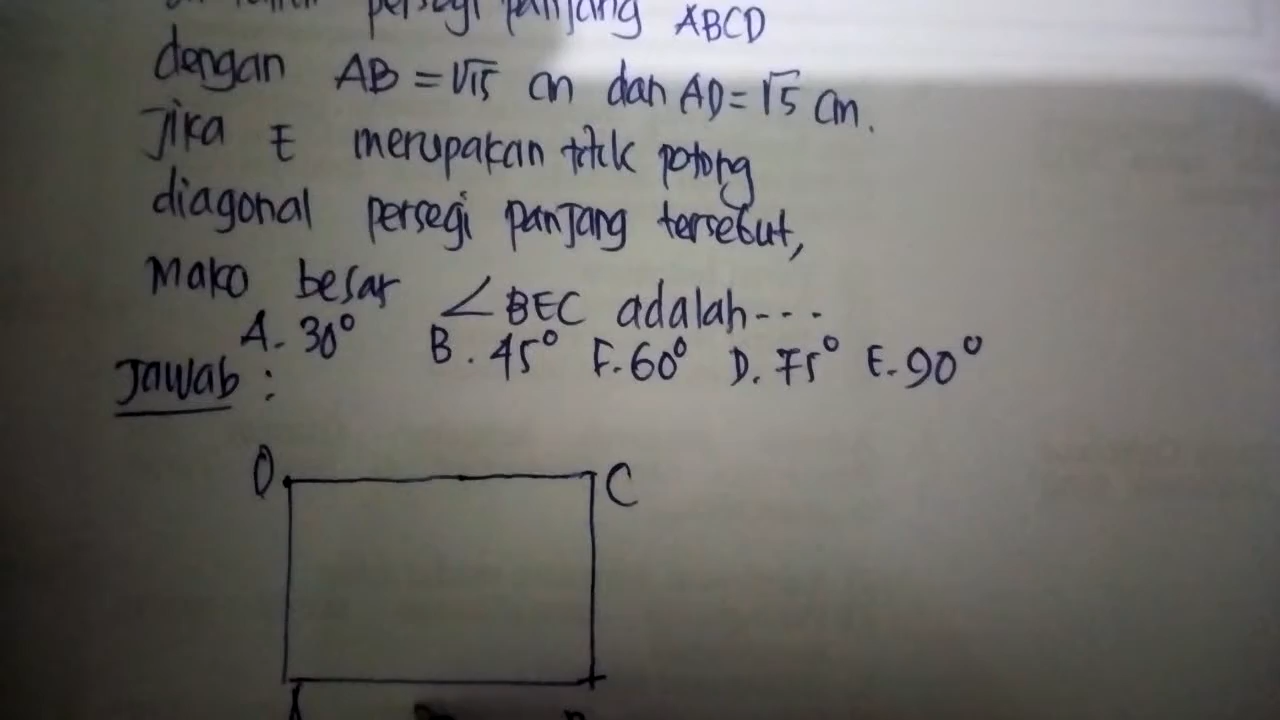 persegi panjang ABCD
dengan AB = √15 cm dan AD = √5 cm.
Jika E merupakan titik potong
diagonal persegi panjang tersebut,
Mako besar ∠BEC adalah ---
A. 30° B. 45° F. 60° D. 75° E. 90°
Jawab :
D C
A